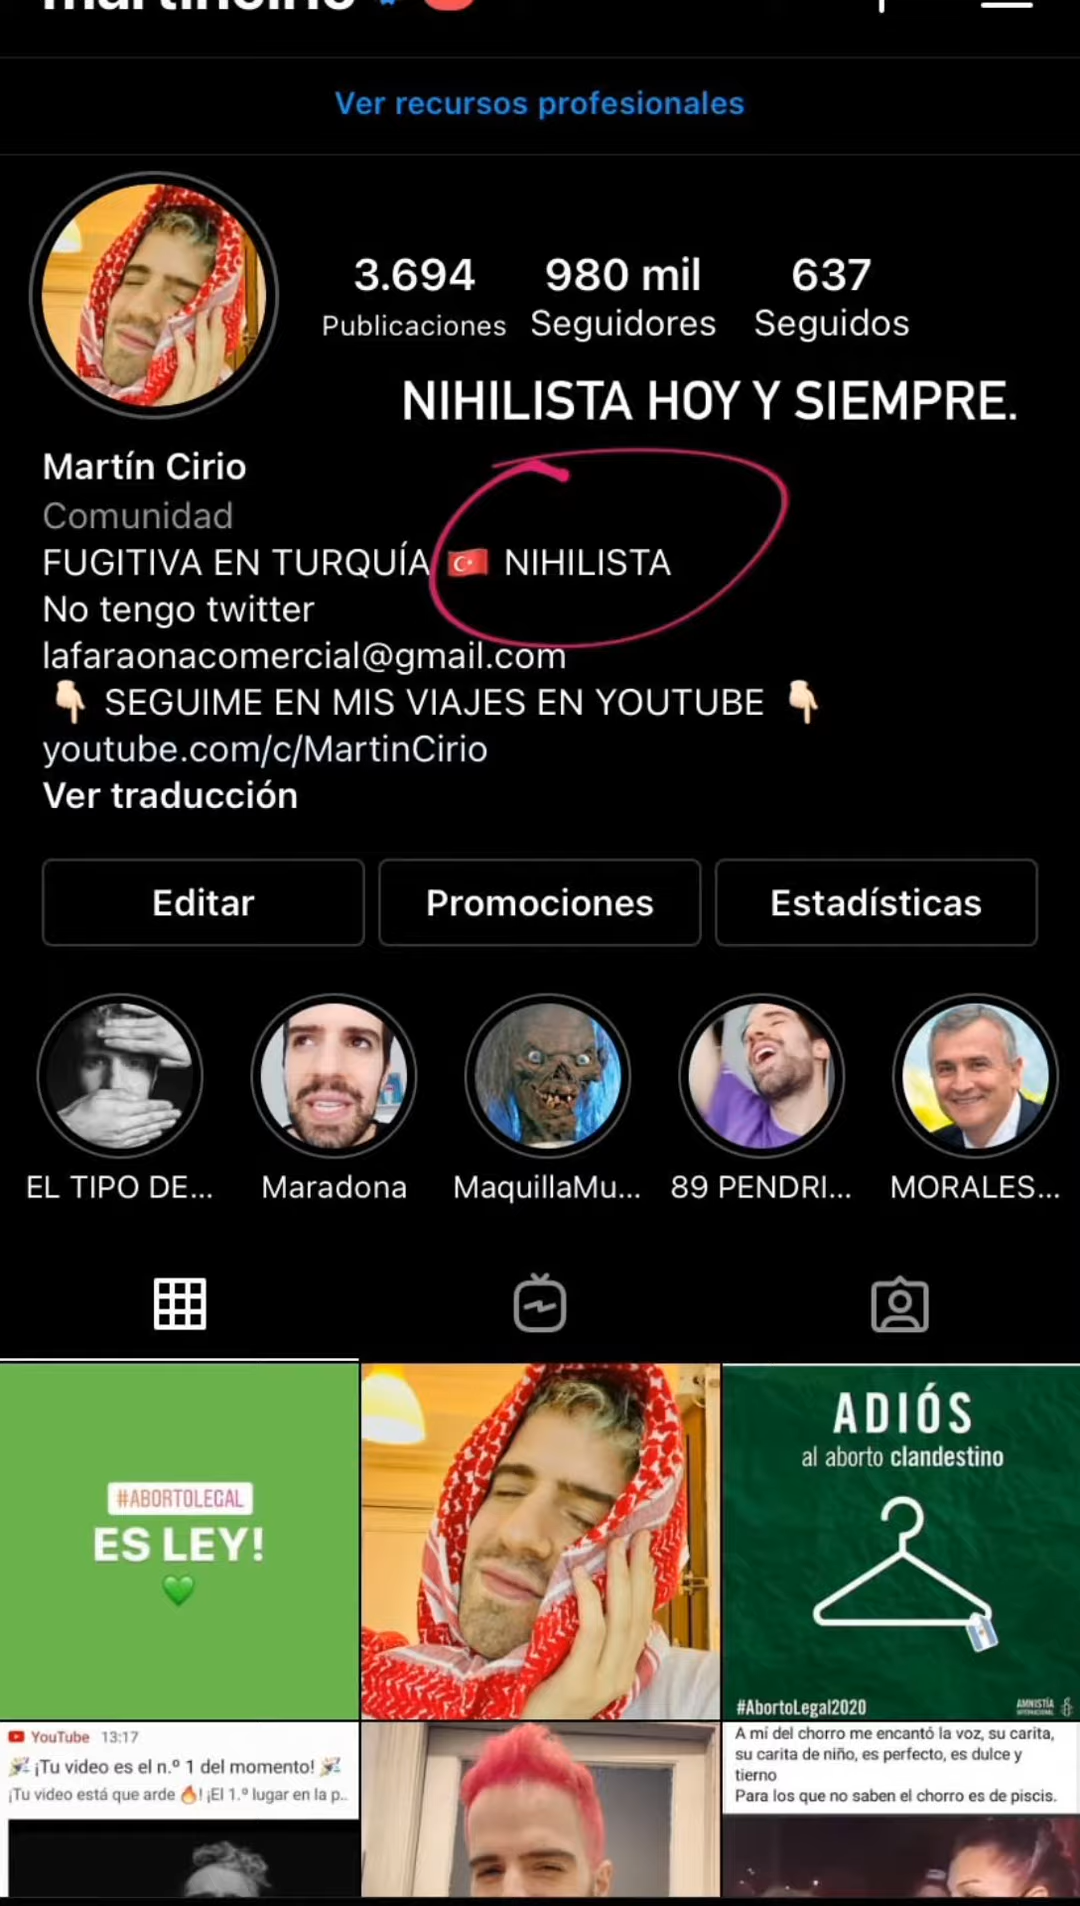 Ver recursos profesionales
3.694 980 mil 637
Publicaciones Seguidores Seguidos
NIHILISTA HOY Y SIEMPRE.
Martín Cirio
Comunidad
FUGITIVA EN TURQUÍA 🇹🇷 NIHILISTA
No tengo twitter
lafaraonacomercial@gmail.com
👇🏻 SEGUIME EN MIS VIAJES EN YOUTUBE 👇🏻
youtube.com/c/MartinCirio
Ver traducción
Editar Promociones Estadísticas
EL TIPO DE... Maradona MaquillaMu... 89 PENDRI... MORALES...
#ABORTOLEGAL
ES LEY!
💚
ADIÓS
al aborto clandestino
#AbortoLegal2020
AMNISTÍA
INTERNACIONAL
YouTube 13:17
🎉 ¡Tu video es el n.º 1 del momento! 🎉
¡Tu video está que arde 🔥! ¡El 1.º lugar en la p..
A mí del chorro me encantó la voz, su carita,
su carita de niño, es perfecto, es dulce y
tierno
Para los que no saben el chorro es de piscis.